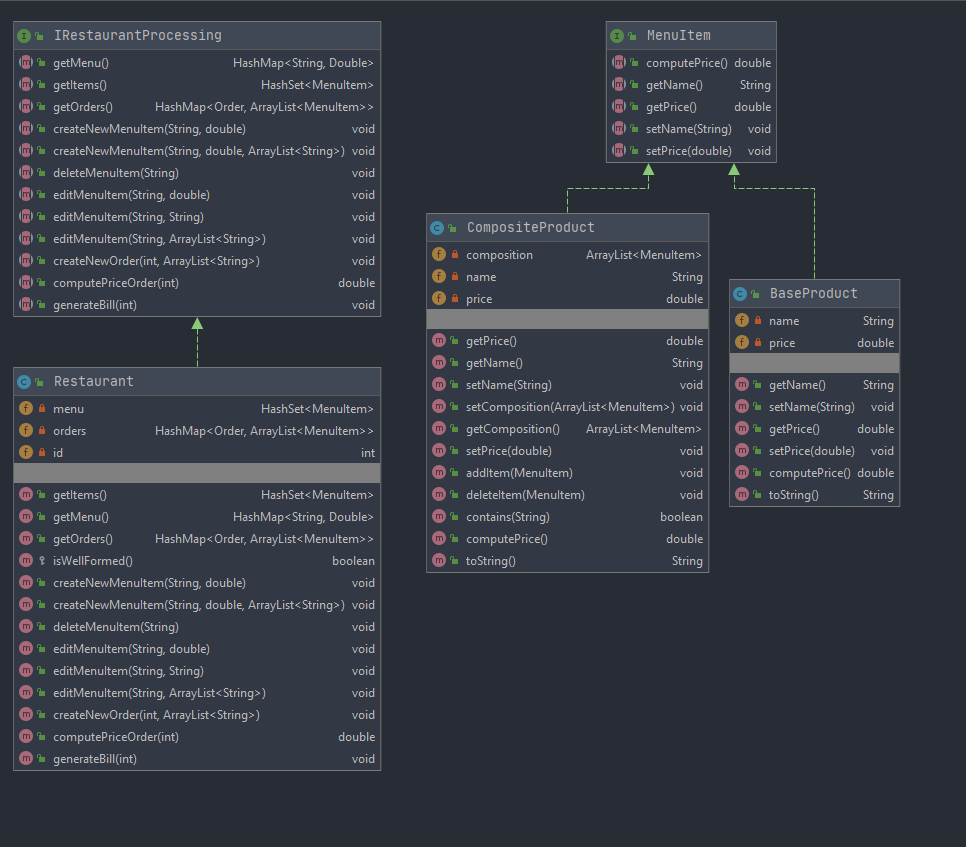 IRestaurantProcessing
getMenu() HashMap<String, Double>
getItems() HashSet<MenuItem>
getOrders() HashMap<Order, ArrayList<MenuItem>>
createNewMenuItem(String, double) void
createNewMenuItem(String, double, ArrayList<String>) void
deleteMenuItem(String) void
editMenuItem(String, double) void
editMenuItem(String, String) void
editMenuItem(String, ArrayList<String>) void
createNewOrder(int, ArrayList<String>) void
computePriceOrder(int) double
generateBill(int) void
Restaurant
menu HashSet<MenuItem>
orders HashMap<Order, ArrayList<MenuItem>>
id int
getItems() HashSet<MenuItem>
getMenu() HashMap<String, Double>
getOrders() HashMap<Order, ArrayList<MenuItem>>
isWellFormed() boolean
createNewMenuItem(String, double) void
createNewMenuItem(String, double, ArrayList<String>) void
deleteMenuItem(String) void
editMenuItem(String, double) void
editMenuItem(String, String) void
editMenuItem(String, ArrayList<String>) void
createNewOrder(int, ArrayList<String>) void
computePriceOrder(int) double
generateBill(int) void
MenuItem
computePrice() double
getName() String
getPrice() double
setName(String) void
setPrice(double) void
CompositeProduct
composition ArrayList<MenuItem>
name String
price double
getPrice() double
getName() String
setName(String) void
setComposition(ArrayList<MenuItem>) void
getComposition() ArrayList<MenuItem>
setPrice(double) void
addItem(MenuItem) void
deleteItem(MenuItem) void
contains(String) boolean
computePrice() double
toString() String
BaseProduct
name String
price double
getName() String
setName(String) void
getPrice() double
setPrice(double) void
computePrice() double
toString() String